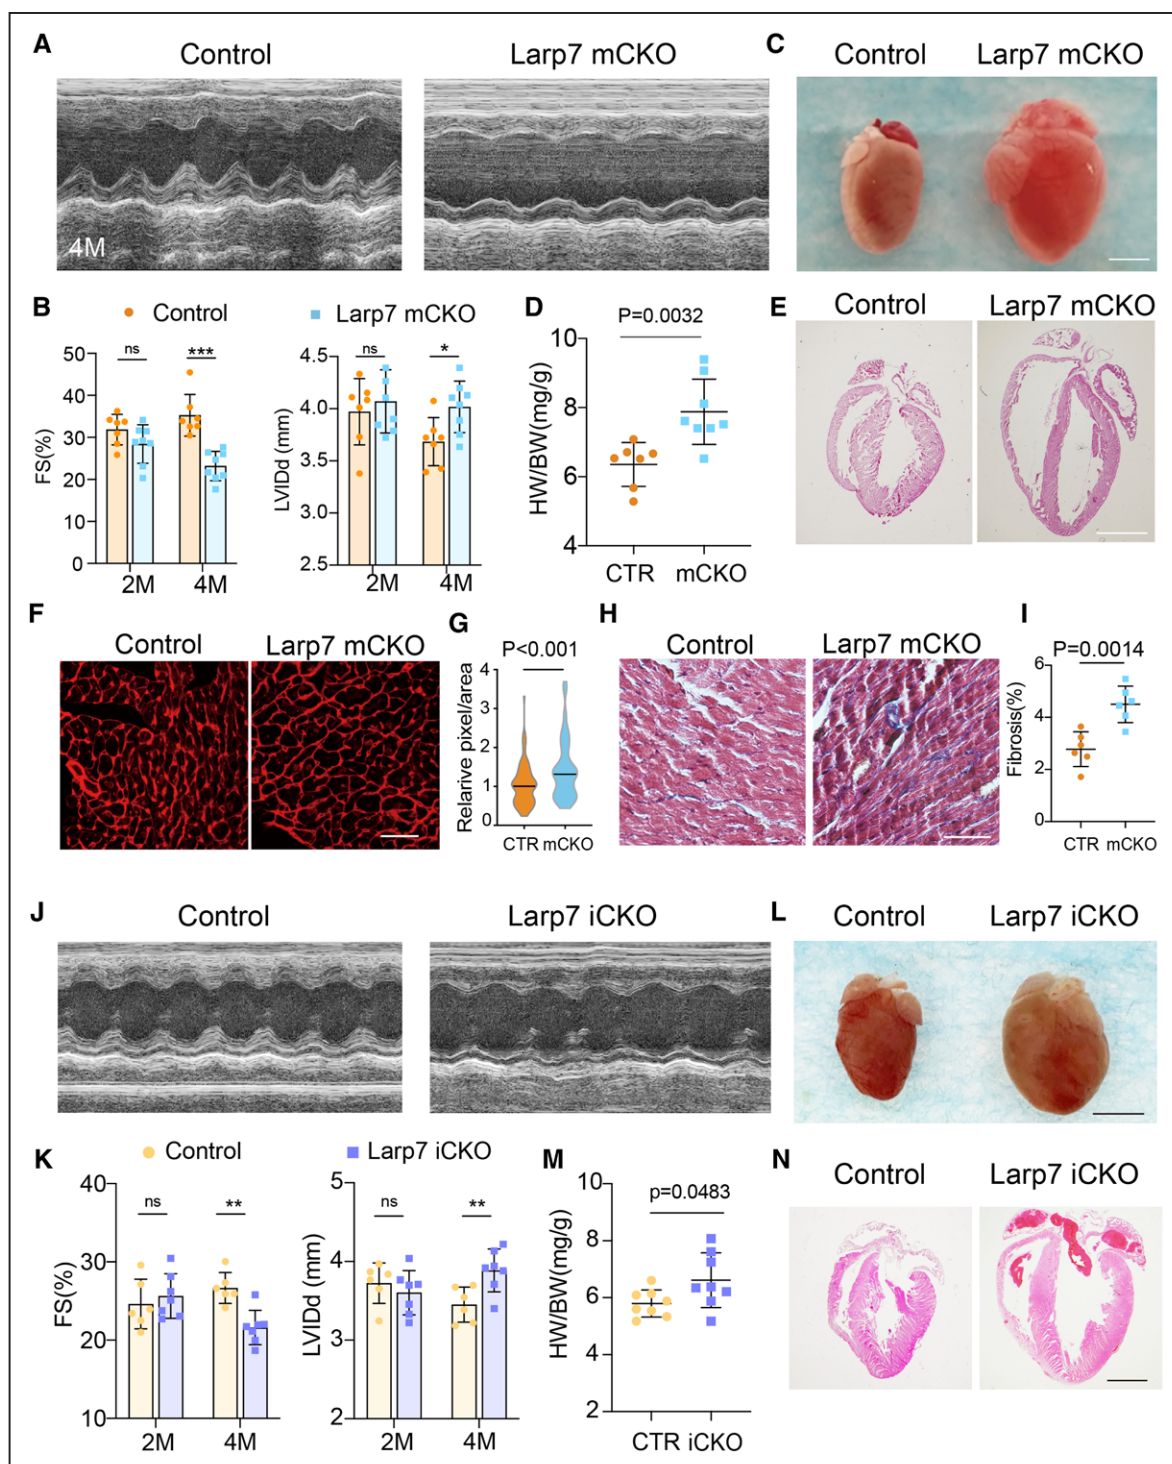 A Control Larp7 mCKO
4M
C Control Larp7 mCKO
B Control Larp7 mCKO
50
40
30
20
10
0
FS(%)
ns ***
2M 4M
4.5
4.0
3.5
3.0
2.5
LVIDd (mm)
ns *
2M 4M
D
P=0.0032
10
8
6
4
HW/BW(mg/g)
CTR mCKO
E Control Larp7 mCKO
F Control Larp7 mCKO
G
P<0.001
4
3
2
1
0
Relarive pixel/area
CTR mCKO
H Control Larp7 mCKO
I
P=0.0014
6
4
2
0
Fibrosis(%)
CTR mCKO
J Control Larp7 iCKO
L Control Larp7 iCKO
K Control Larp7 iCKO
40
30
20
10
FS(%)
ns **
2M 4M
5
4
3
2
LVIDd (mm)
ns **
2M 4M
M
p=0.0483
10
8
6
4
2
HW/BW(mg/g)
CTR iCKO
N Control Larp7 iCKO